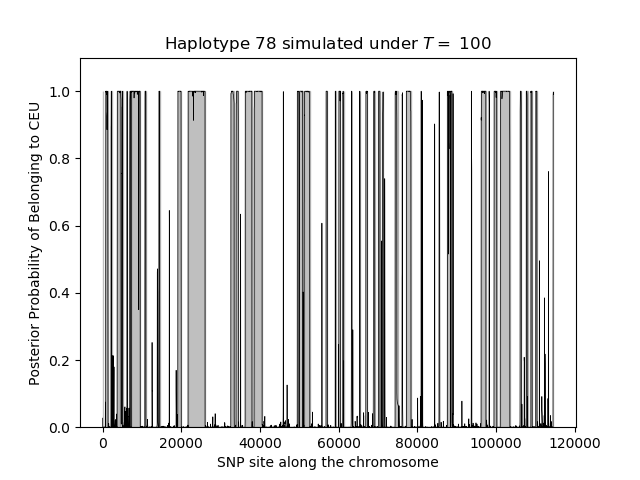 Haplotype 78 simulated under T = 100
Posterior Probability of Belonging to CEU
1.0
0.8
0.6
0.4
0.2
0.0
0 20000 40000 60000 80000 100000 120000
SNP site along the chromosome